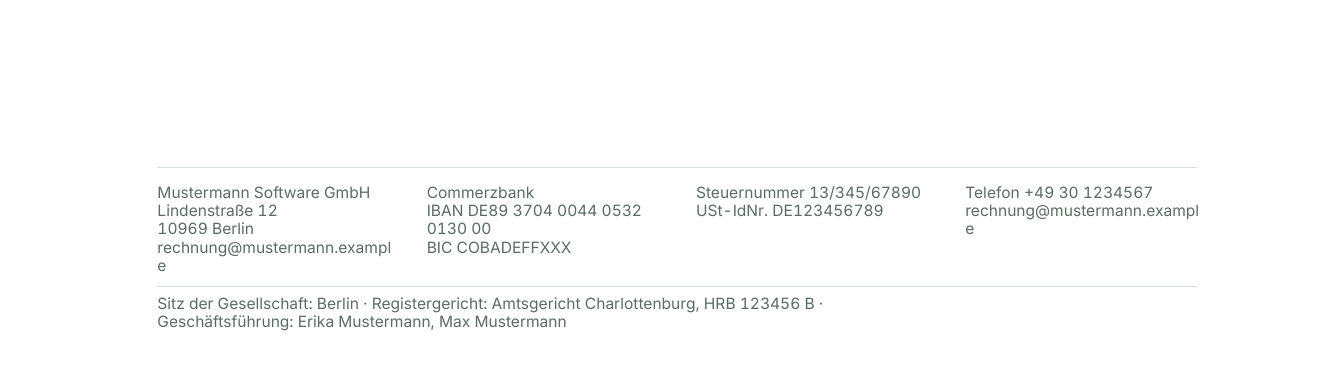 Mustermann Software GmbH
Lindenstraße 12
10969 Berlin
rechnung@mustermann.exampl
e
Commerzbank
IBAN DE89 3704 0044 0532
0130 00
BIC COBADEFFXXX
Steuernummer 13/345/67890
USt-IdNr. DE123456789
Telefon +49 30 1234567
rechnung@mustermann.exampl
e
Sitz der Gesellschaft: Berlin · Registergericht: Amtsgericht Charlottenburg, HRB 123456 B ·
Geschäftsführung: Erika Mustermann, Max Mustermann